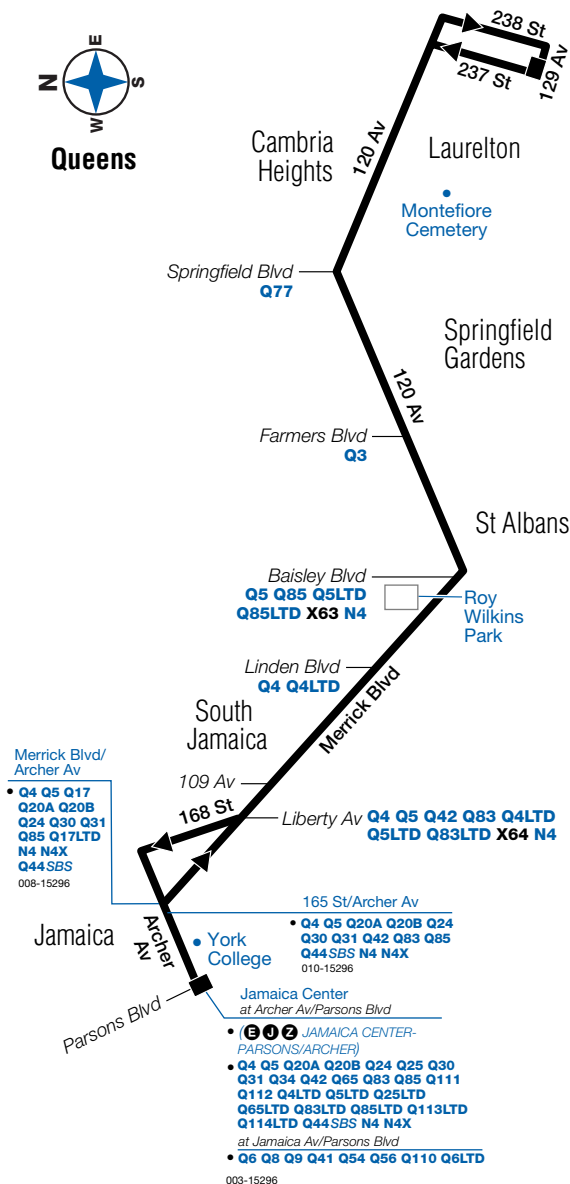 E
N
S
W
Queens
238 St
237 St
129 Av
120 Av
Cambria
Heights
Laurelton
Montefiore
Cemetery
Springfield Blvd
Q77
Springfield
Gardens
120 Av
Farmers Blvd
Q3
St Albans
Baisley Blvd
Q5 Q85 Q5LTD
Q85LTD X63 N4
Roy
Wilkins
Park
Linden Blvd
Q4 Q4LTD
Merrick Blvd
South
Jamaica
109 Av
168 St
Liberty Av
Q4 Q5 Q42 Q83 Q4LTD
Q5LTD Q83LTD X64 N4
Merrick Blvd/
Archer Av
• Q4 Q5 Q17
Q20A Q20B
Q24 Q30 Q31
Q85 Q17LTD
N4 N4X
Q44SBS
008-15296
165 St/Archer Av
• Q4 Q5 Q20A Q20B Q24
Q30 Q31 Q42 Q83 Q85
Q44SBS N4 N4X
010-15296
Jamaica
Archer
Av
York
College
Parsons Blvd
Jamaica Center
at Archer Av/Parsons Blvd
• (E J Z JAMAICA CENTER-
PARSONS/ARCHER)
• Q4 Q5 Q20A Q20B Q24 Q25 Q30
Q31 Q34 Q42 Q65 Q83 Q85 Q111
Q112 Q4LTD Q5LTD Q25LTD
Q65LTD Q83LTD Q85LTD Q113LTD
Q114LTD Q44SBS N4 N4X
at Jamaica Av/Parsons Blvd
• Q6 Q8 Q9 Q41 Q54 Q56 Q110 Q6LTD
003-15296